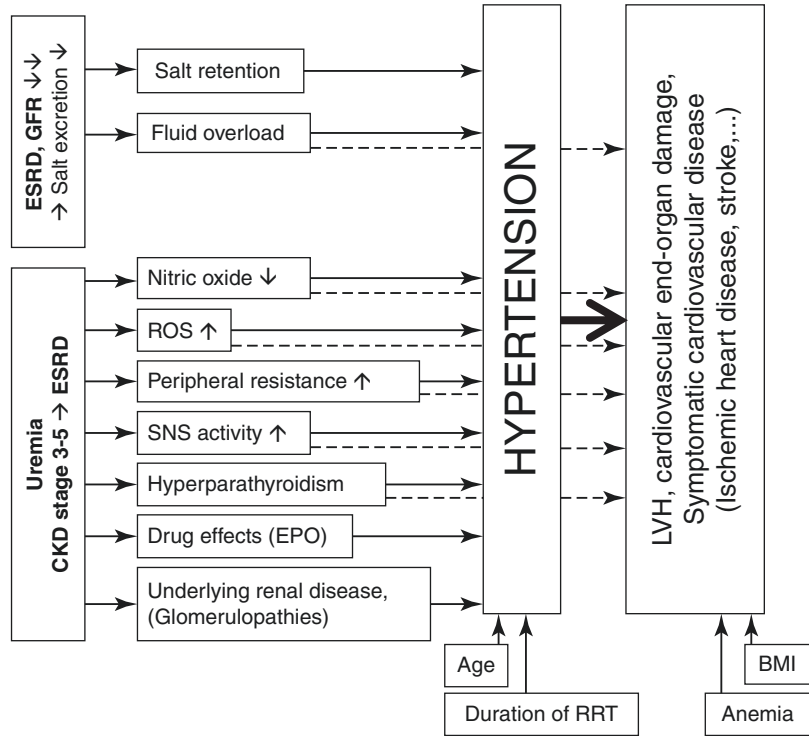 ESRD, GFR ↓↓
→ Salt excretion ↓
Salt retention
Fluid overload
Uremia
CKD stage 3-5 → ESRD
Nitric oxide ↓
ROS ↑
Peripheral resistance ↑
SNS activity ↑
Hyperparathyroidism
Drug effects (EPO)
Underlying renal disease,
(Glomerulopathies)
HYPERTENSION
LVH, cardiovascular end-organ damage,
Symptomatic cardiovascular disease
(Ischemic heart disease, stroke,...)
Age
Duration of RRT
BMI
Anemia